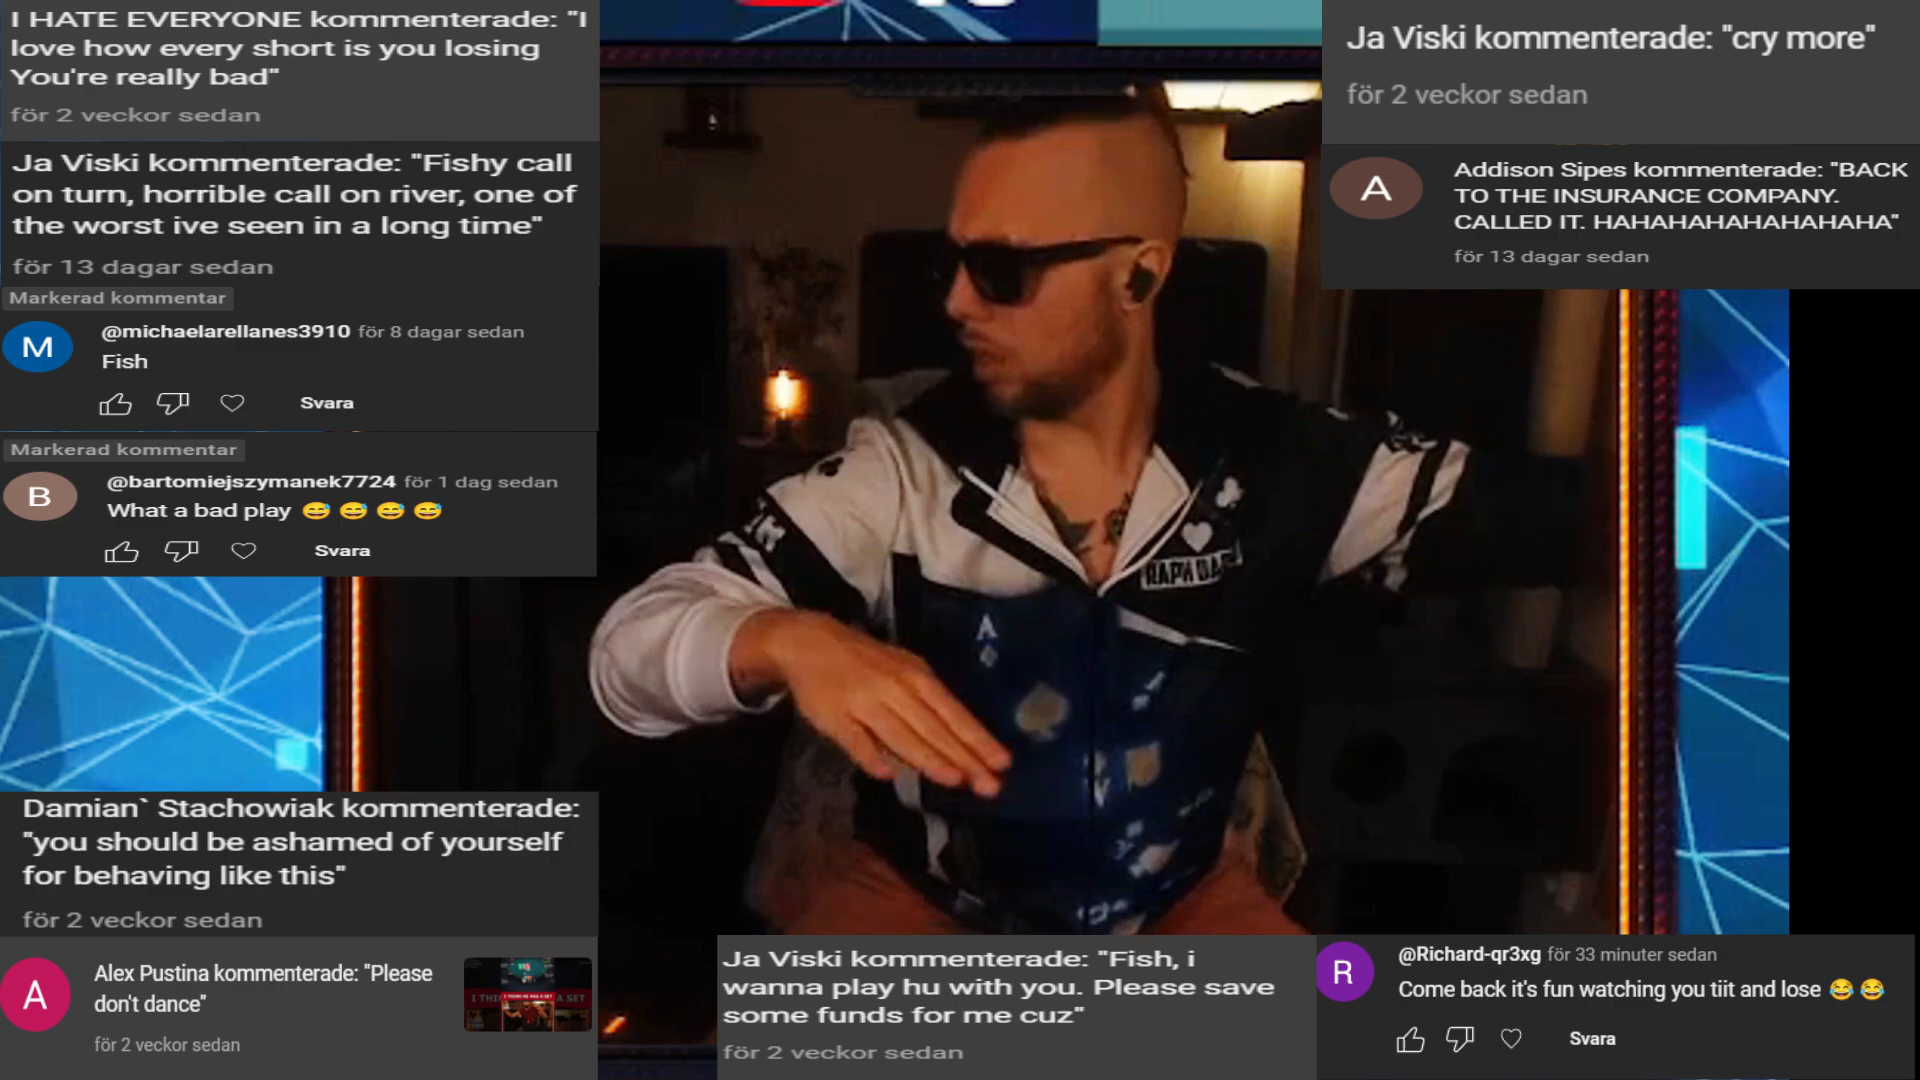 I HATE EVERYONE kommenterade: "I
love how every short is you losing
You're really bad"
för 2 veckor sedan
Ja Viski kommenterade: "Fishy call
on turn, horrible call on river, one of
the worst ive seen in a long time"
för 13 dagar sedan
Markerad kommentar
M
@michaelarellanes3910 för 8 dagar sedan
Fish
Svara
Markerad kommentar
B
@bartomiejszymanek7724 för 1 dag sedan
What a bad play 😅 😅 😅 😅
Svara
Damian` Stachowiak kommenterade:
"you should be ashamed of yourself
for behaving like this"
för 2 veckor sedan
A
Alex Pustina kommenterade: "Please
don't dance"
för 2 veckor sedan
A
Ja Viski kommenterade: "Fish, i
wanna play hu with you. Please save
some funds for me cuz"
för 2 veckor sedan
Ja Viski kommenterade: "cry more"
för 2 veckor sedan
A
Addison Sipes kommenterade: "BACK
TO THE INSURANCE COMPANY.
CALLED IT. HAHAHAHAHAHAHAHA"
för 13 dagar sedan
R
@Richard-qr3xg för 33 minuter sedan
Come back it's fun watching you tiit and lose 😂 😂
Svara